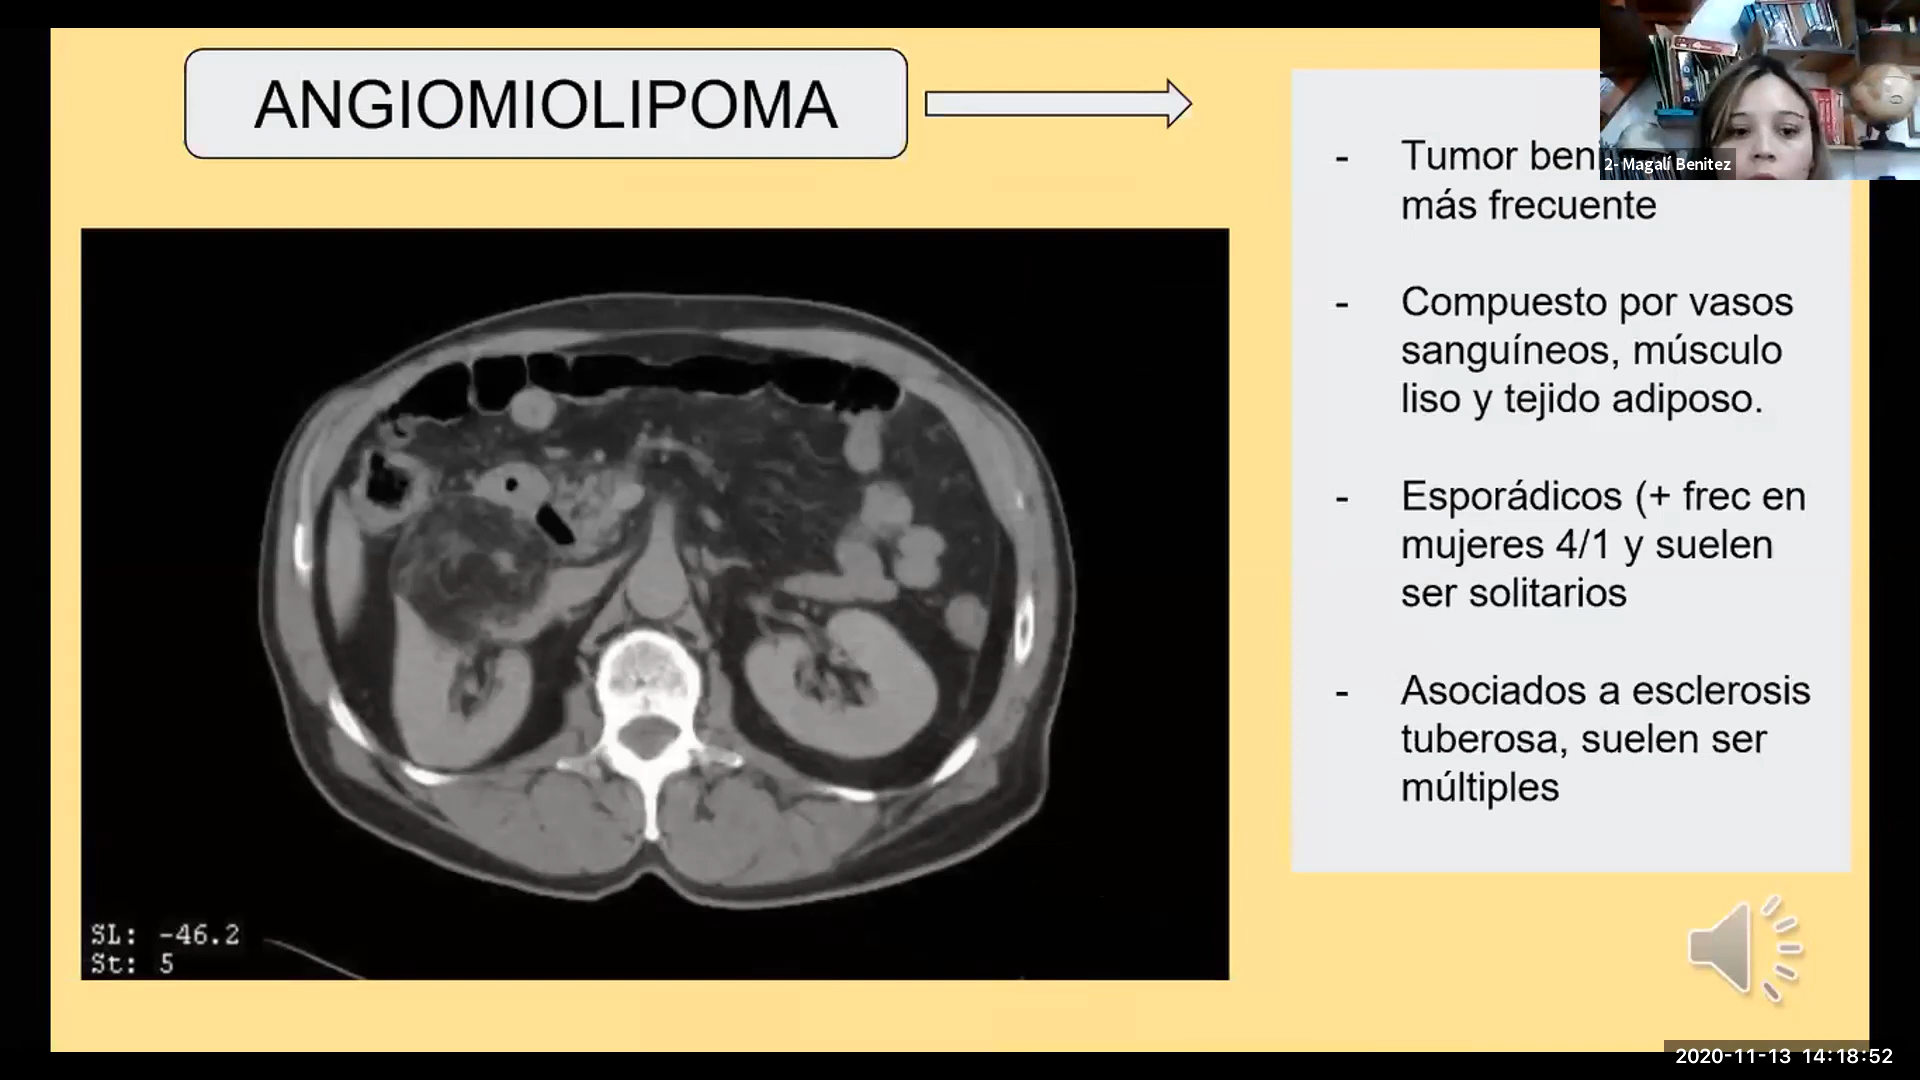 ANGIOMIOLIPOMA
2- Magalí Benitez
- Tumor
más frecuente
- Compuesto por vasos
sanguíneos, músculo
liso y tejido adiposo.
- Esporádicos (+ frec en
mujeres 4/1 y suelen
ser solitarios
- Asociados a esclerosis
tuberosa, suelen ser
múltiples
SL: -46.2
St: 5
2020-11-13 14:18:52